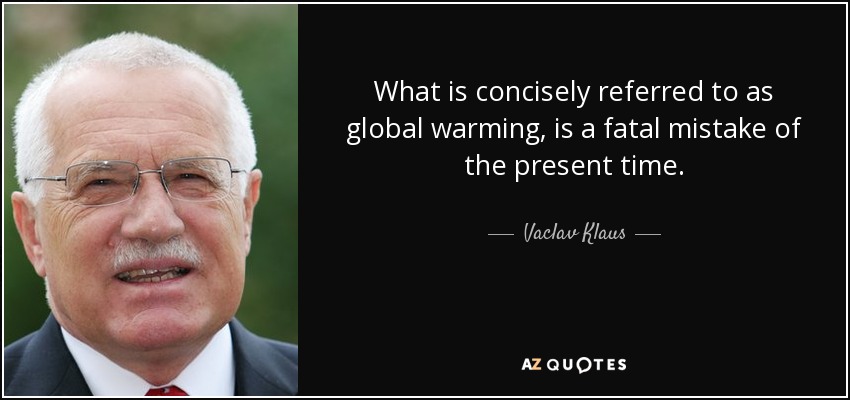 What is concisely referred to as
global warming, is a fatal mistake of
the present time.
Vaclav Klaus
AZ QUOTES